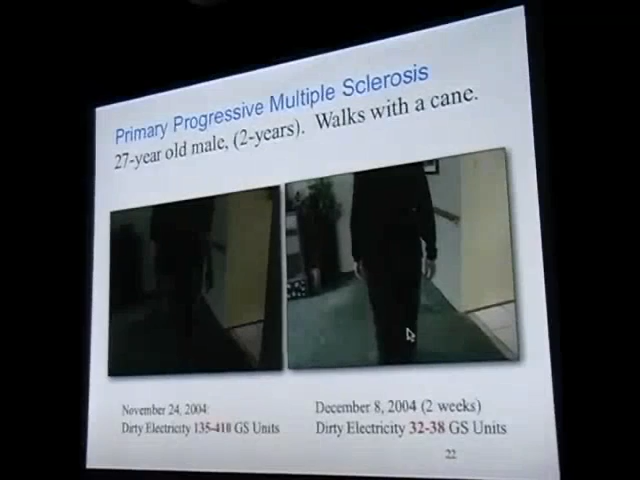 Primary Progressive Multiple Sclerosis
27-year old male, (2-years). Walks with a cane.
November 24, 2004
Dirty Electricity 135-410 GS Units
December 8, 2004 (2 weeks)
Dirty Electricity 32-38 GS Units
22